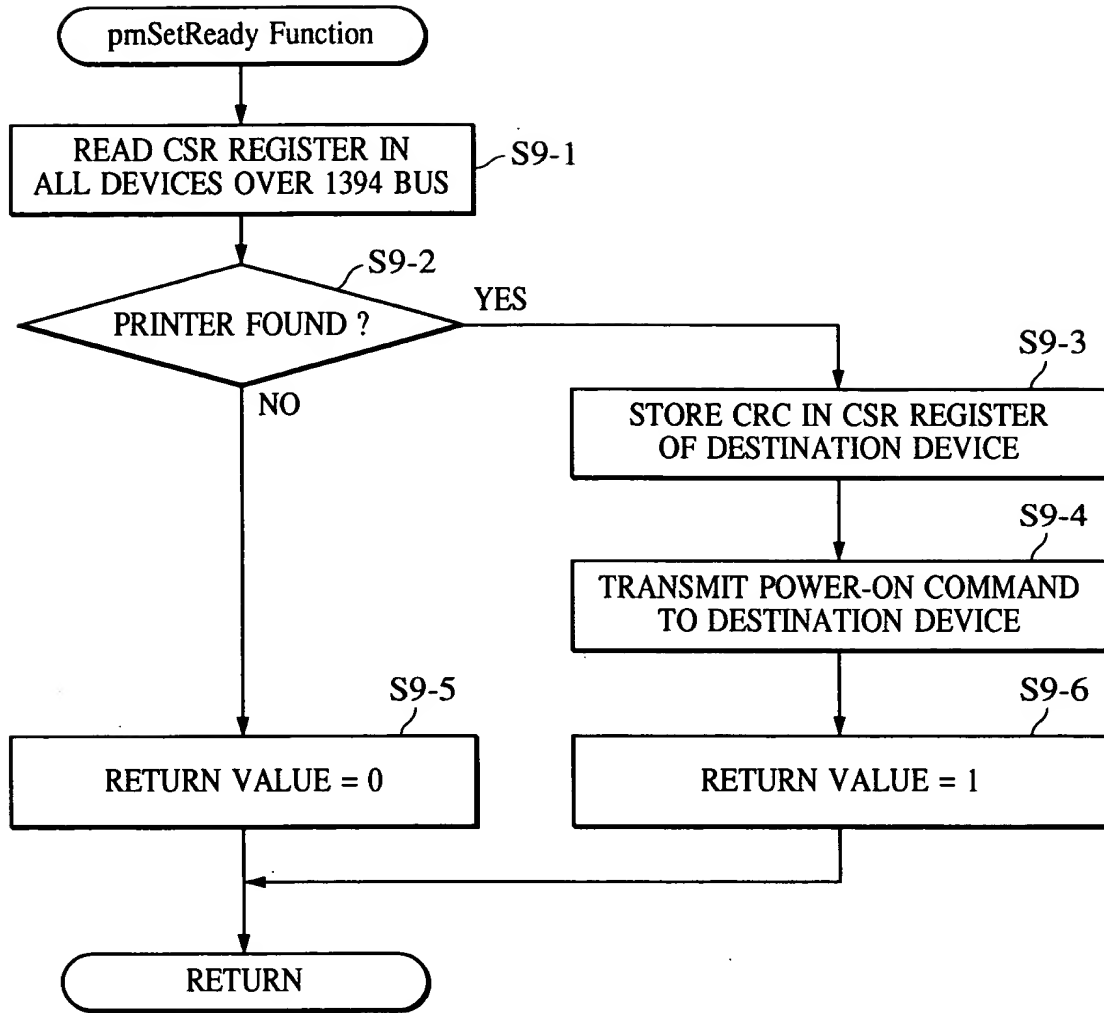 pmSetReady Function
READ CSR REGISTER IN
ALL DEVICES OVER 1394 BUS
S9-1
S9-2
PRINTER FOUND ?
YES
NO
S9-3
STORE CRC IN CSR REGISTER
OF DESTINATION DEVICE
S9-4
TRANSMIT POWER-ON COMMAND
TO DESTINATION DEVICE
S9-5
RETURN VALUE = 0
S9-6
RETURN VALUE = 1
RETURN